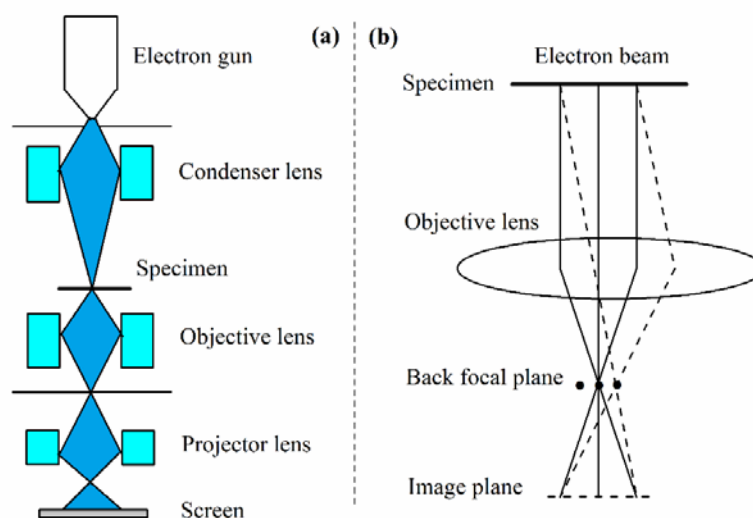 (a)
Electron gun
Condenser lens
Specimen
Objective lens
Projector lens
Screen
(b)
Electron beam
Specimen
Objective lens
Back focal plane
Image plane